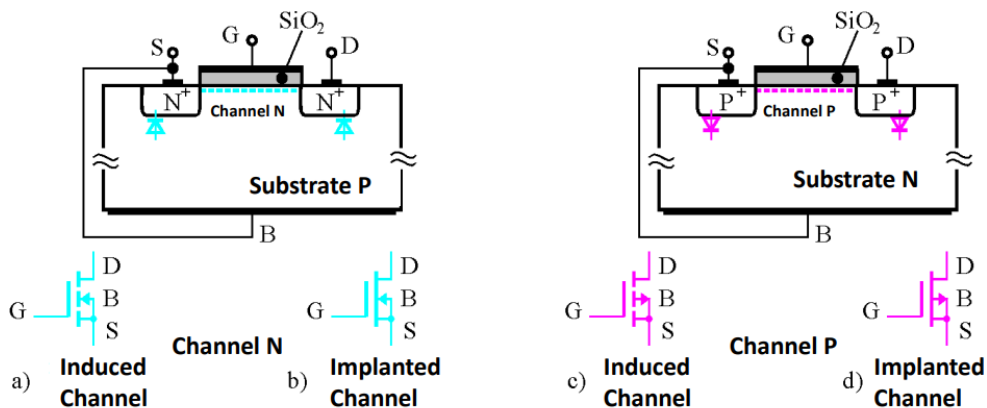 SiO2
S
G
D
N+
Channel N
N+
Substrate P
B
G
D
B
S
Induced
Channel
a)
Channel N
G
D
B
S
Implanted
Channel
b)
SiO2
S
G
D
P+
Channel P
P+
Substrate N
B
G
D
B
S
Induced
Channel
c)
Channel P
G
D
B
S
Implanted
Channel
d)